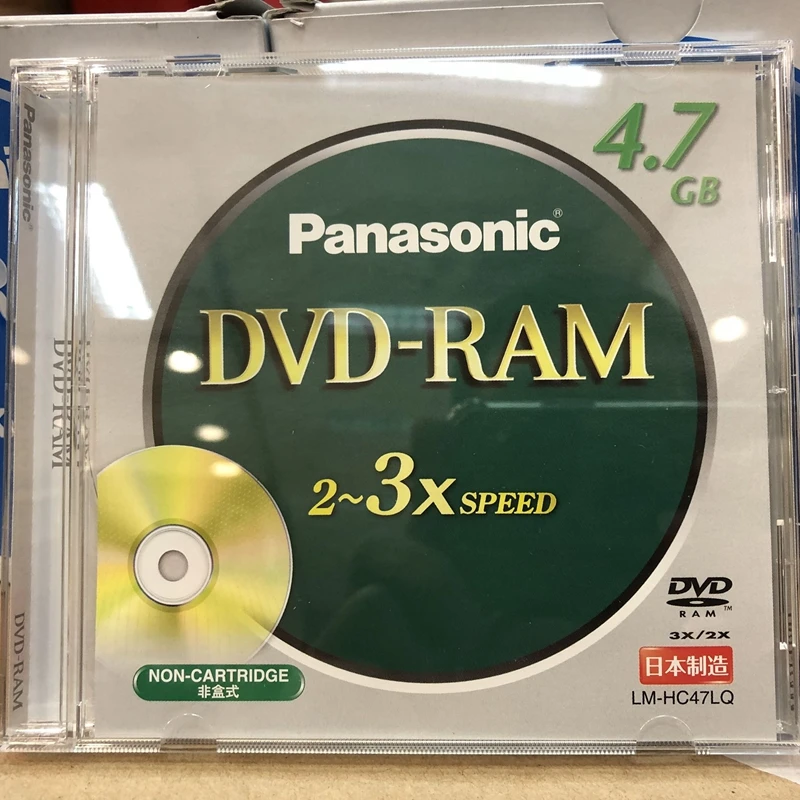 4.7
GB
Panasonic®
DVD-RAM
2~3x SPEED
NON-CARTRIDGE
非盒式
DVD
RAM™
3X/2X
日本制造
LM-HC47LQ
Panasonic®
DVD-RAM
DVD-RAM